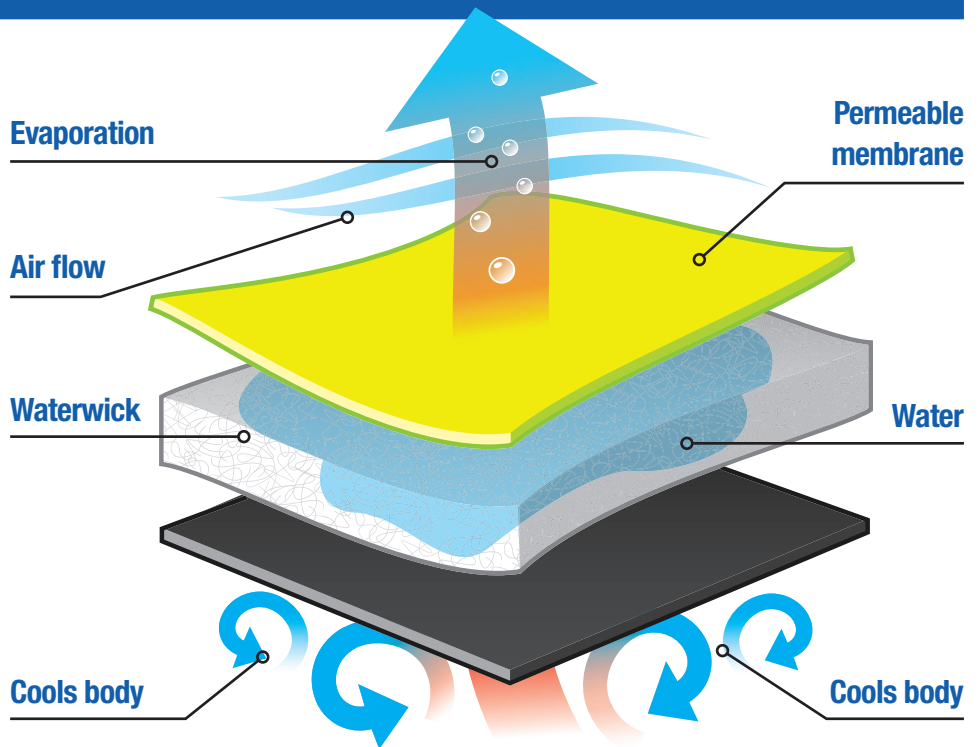 Evaporation
Permeable
membrane
Air flow
Waterwick
Water
Cools body
Cools body